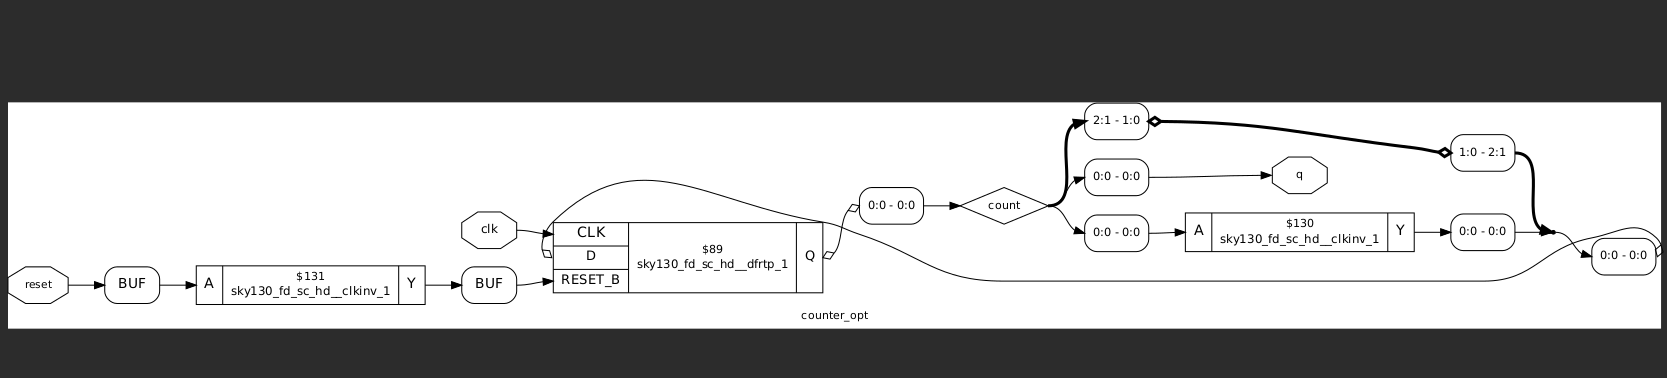 reset
BUF
A
$131
sky130_fd_sc_hd__clkinv_1
Y
BUF
clk
CLK
D
RESET_B
$89
sky130_fd_sc_hd__dfrtp_1
Q
0:0 - 0:0
count
2:1 - 1:0
0:0 - 0:0
0:0 - 0:0
q
A
$130
sky130_fd_sc_hd__clkinv_1
Y
1:0 - 2:1
0:0 - 0:0
0:0 - 0:0
counter_opt